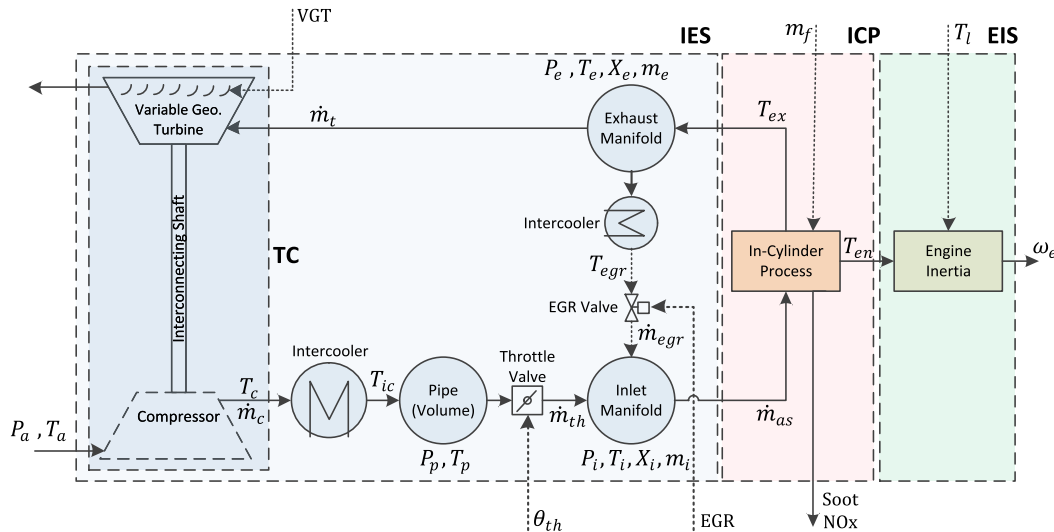 VGT
IES
m_f
ICP
T_l
EIS
P_e , T_e, X_e, m_e
Variable Geo.
Turbine
ṁ_t
Exhaust
Manifold
T_ex
Interconnecting Shaft
Intercooler
TC
T_egr
In-Cylinder
Process
T_en
Engine
Inertia
ω_e
EGR Valve
ṁ_egr
Intercooler
Throttle
Valve
T_c
ṁ_c
T_ic
Pipe
(Volume)
ṁ_th
Inlet
Manifold
ṁ_as
Compressor
P_a , T_a
P_p, T_p
P_i, T_i, X_i, m_i
θ_th
EGR
Soot
NOx